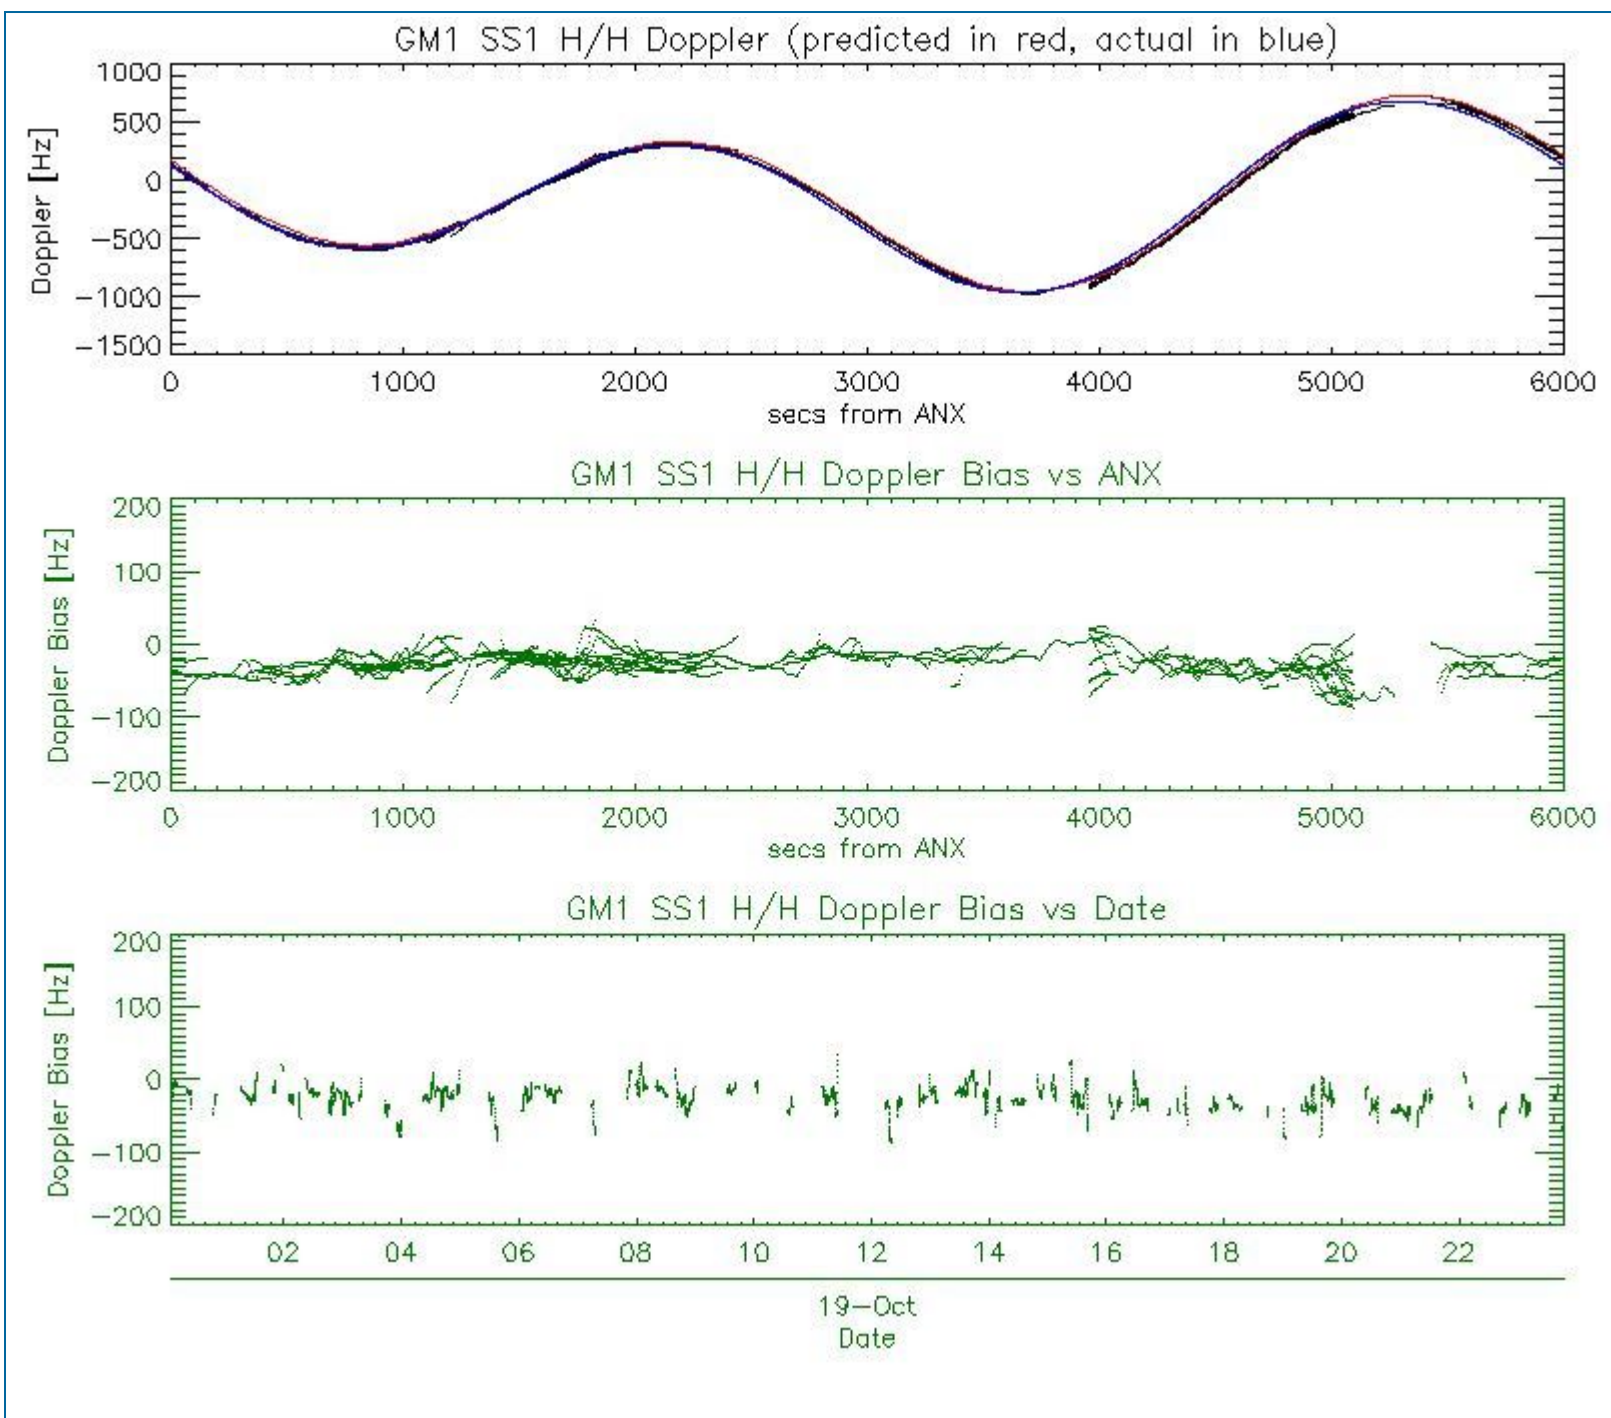 GM1 SS1 H/H Doppler (predicted in red, actual in blue)
Doppler [Hz]
1000
500
0
−500
−1000
−1500
0 1000 2000 3000 4000 5000 6000
secs from ANX
GM1 SS1 H/H Doppler Bias vs ANX
Doppler Bias [Hz]
200
100
0
−100
−200
0 1000 2000 3000 4000 5000 6000
secs from ANX
GM1 SS1 H/H Doppler Bias vs Date
Doppler Bias [Hz]
200
100
0
−100
−200
02 04 06 08 10 12 14 16 18 20 22
19−Oct
Date